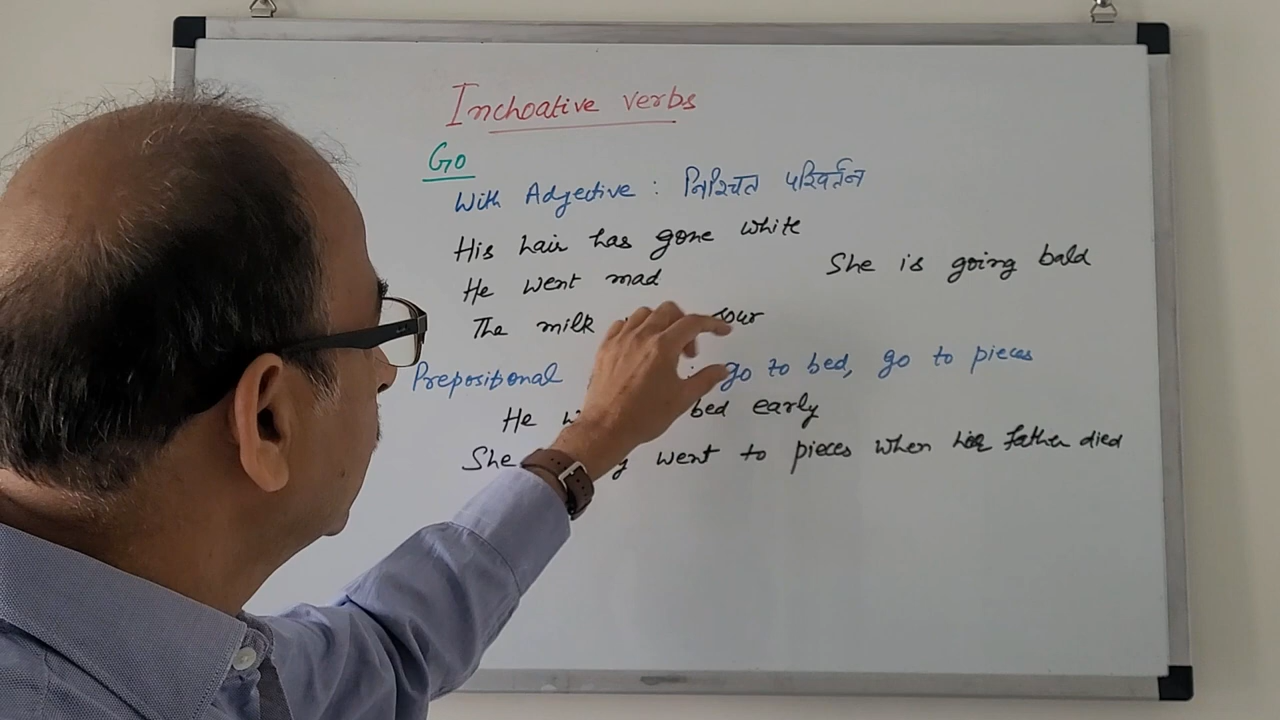 Inchoative verbs
Go
With Adjective : निश्चित परिवर्तन
His hair has gone white
He went mad
She is going bald
The milk sour
Prepositional : go to bed, go to pieces
He bed early
She went to pieces when her father died